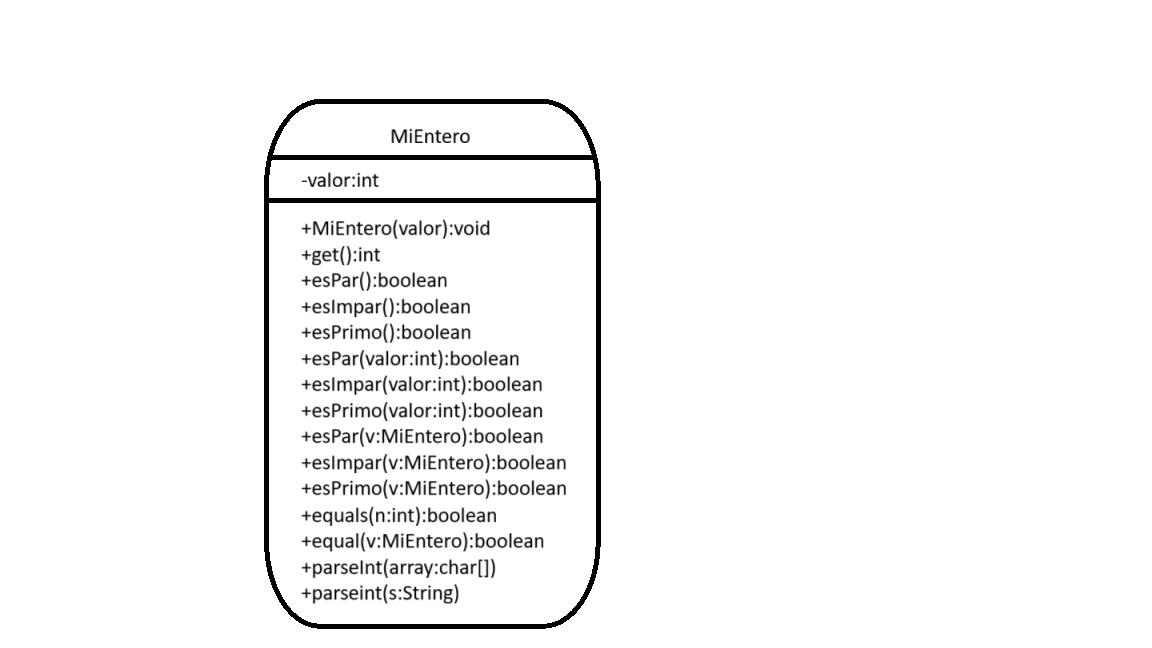 MiEntero
-valor:int
+MiEntero(valor):void
+get():int
+esPar():boolean
+esImpar():boolean
+esPrimo():boolean
+esPar(valor:int):boolean
+esImpar(valor:int):boolean
+esPrimo(valor:int):boolean
+esPar(v:MiEntero):boolean
+esImpar(v:MiEntero):boolean
+esPrimo(v:MiEntero):boolean
+equals(n:int):boolean
+equal(v:MiEntero):boolean
+parseInt(array:char[])
+parseint(s:String)